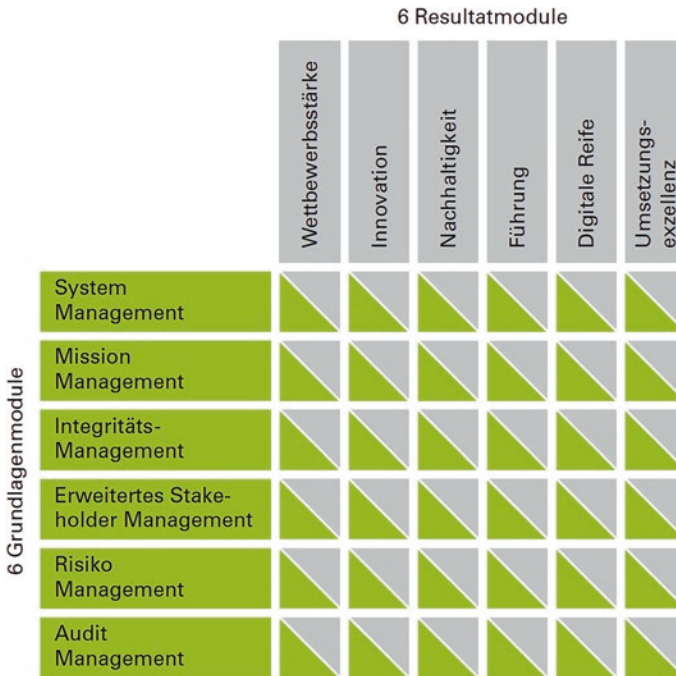 6 Resultatmodule
Wettbewerbsstärke
Innovation
Nachhaltigkeit
Führung
Digitale Reife
Umsetzungs-
exzellenz
6 Grundlagenmodule
System
Management
Mission
Management
Integritäts-
Management
Erweitertes Stake-
holder Management
Risiko
Management
Audit
Management